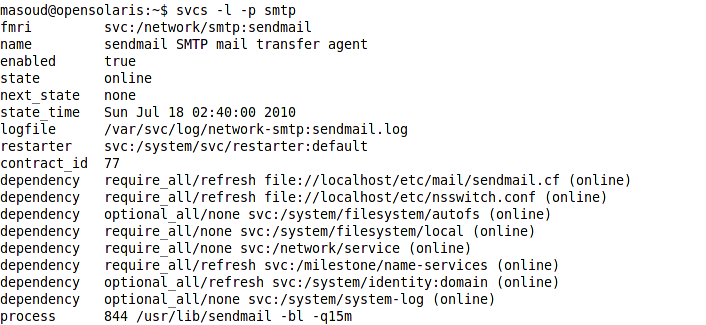 masoud@opensolaris:~$ svcs -l -p smtp
fmri         svc:/network/smtp:sendmail
name         sendmail SMTP mail transfer agent
enabled      true
state        online
next_state   none
state_time   Sun Jul 18 02:40:00 2010
logfile      /var/svc/log/network-smtp:sendmail.log
restarter    svc:/system/svc/restarter:default
contract_id  77
dependency   require_all/refresh file://localhost/etc/mail/sendmail.cf (online)
dependency   require_all/refresh file://localhost/etc/nsswitch.conf (online)
dependency   optional_all/none svc:/system/filesystem/autofs (online)
dependency   require_all/none svc:/system/filesystem/local (online)
dependency   require_all/none svc:/network/service (online)
dependency   require_all/refresh svc:/milestone/name-services (online)
dependency   optional_all/refresh svc:/system/identity:domain (online)
dependency   optional_all/none svc:/system/system-log (online)
process      844 /usr/lib/sendmail -bl -q15m